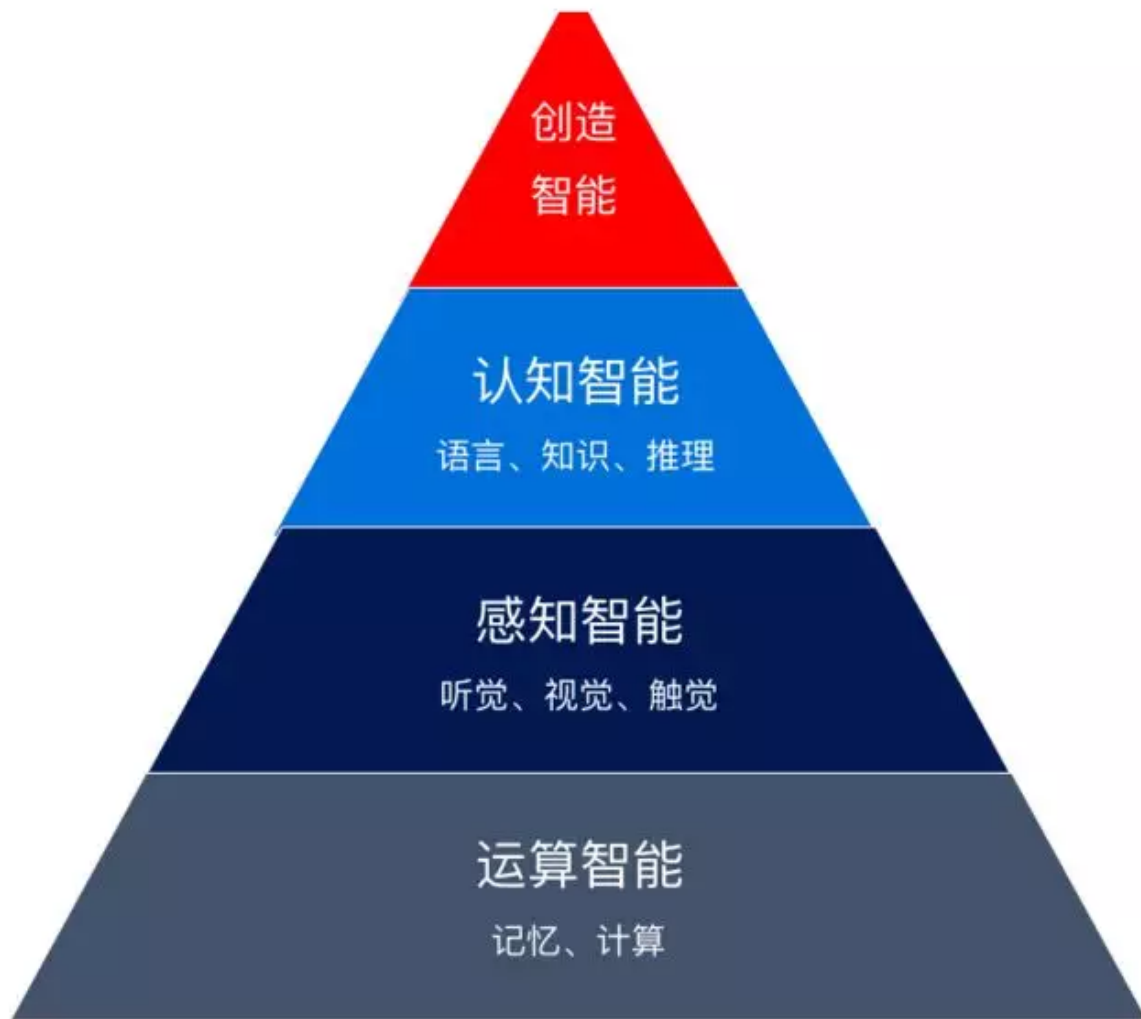 创造
智能
认知智能
语言、知识、推理
感知智能
听觉、视觉、触觉
运算智能
记忆、计算